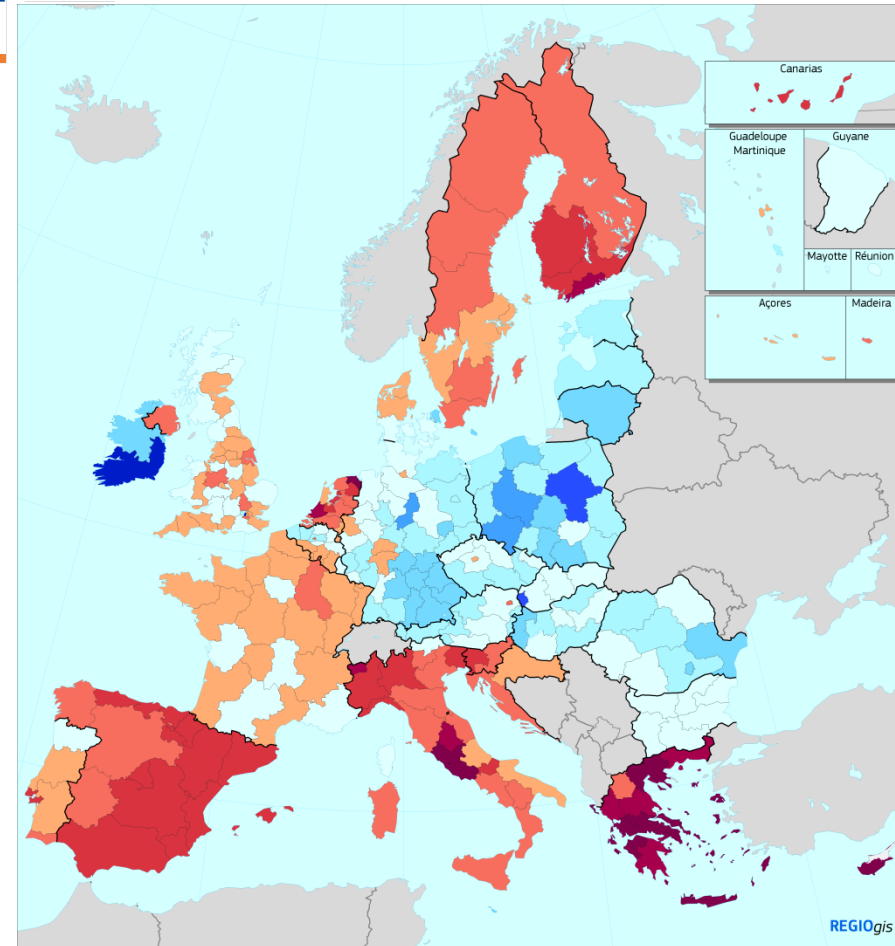 Canarias
Guadeloupe
Martinique
Guyane
Mayotte
Réunion
Açores
Madeira
REGIOgis